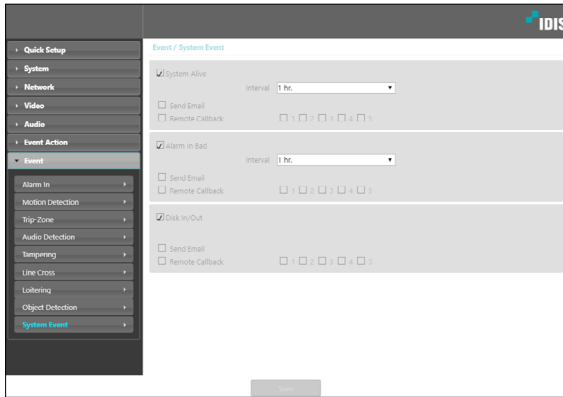 IDIS
Quick Setup
System
Network
Video
Audio
Event Action
Event
Alarm In
Motion Detection
Trip-Zone
Audio Detection
Tampering
Line Cross
Loitering
Object Detection
System Event
Event / System Event
System Alive
Interval 1 hr.
Send Email
Remote Callback 1 2 3 4 5
Alarm In Bad
Interval 1 hr.
Send Email
Remote Callback 1 2 3 4 5
Disk In/Out
Send Email
Remote Callback 1 2 3 4 5
Save